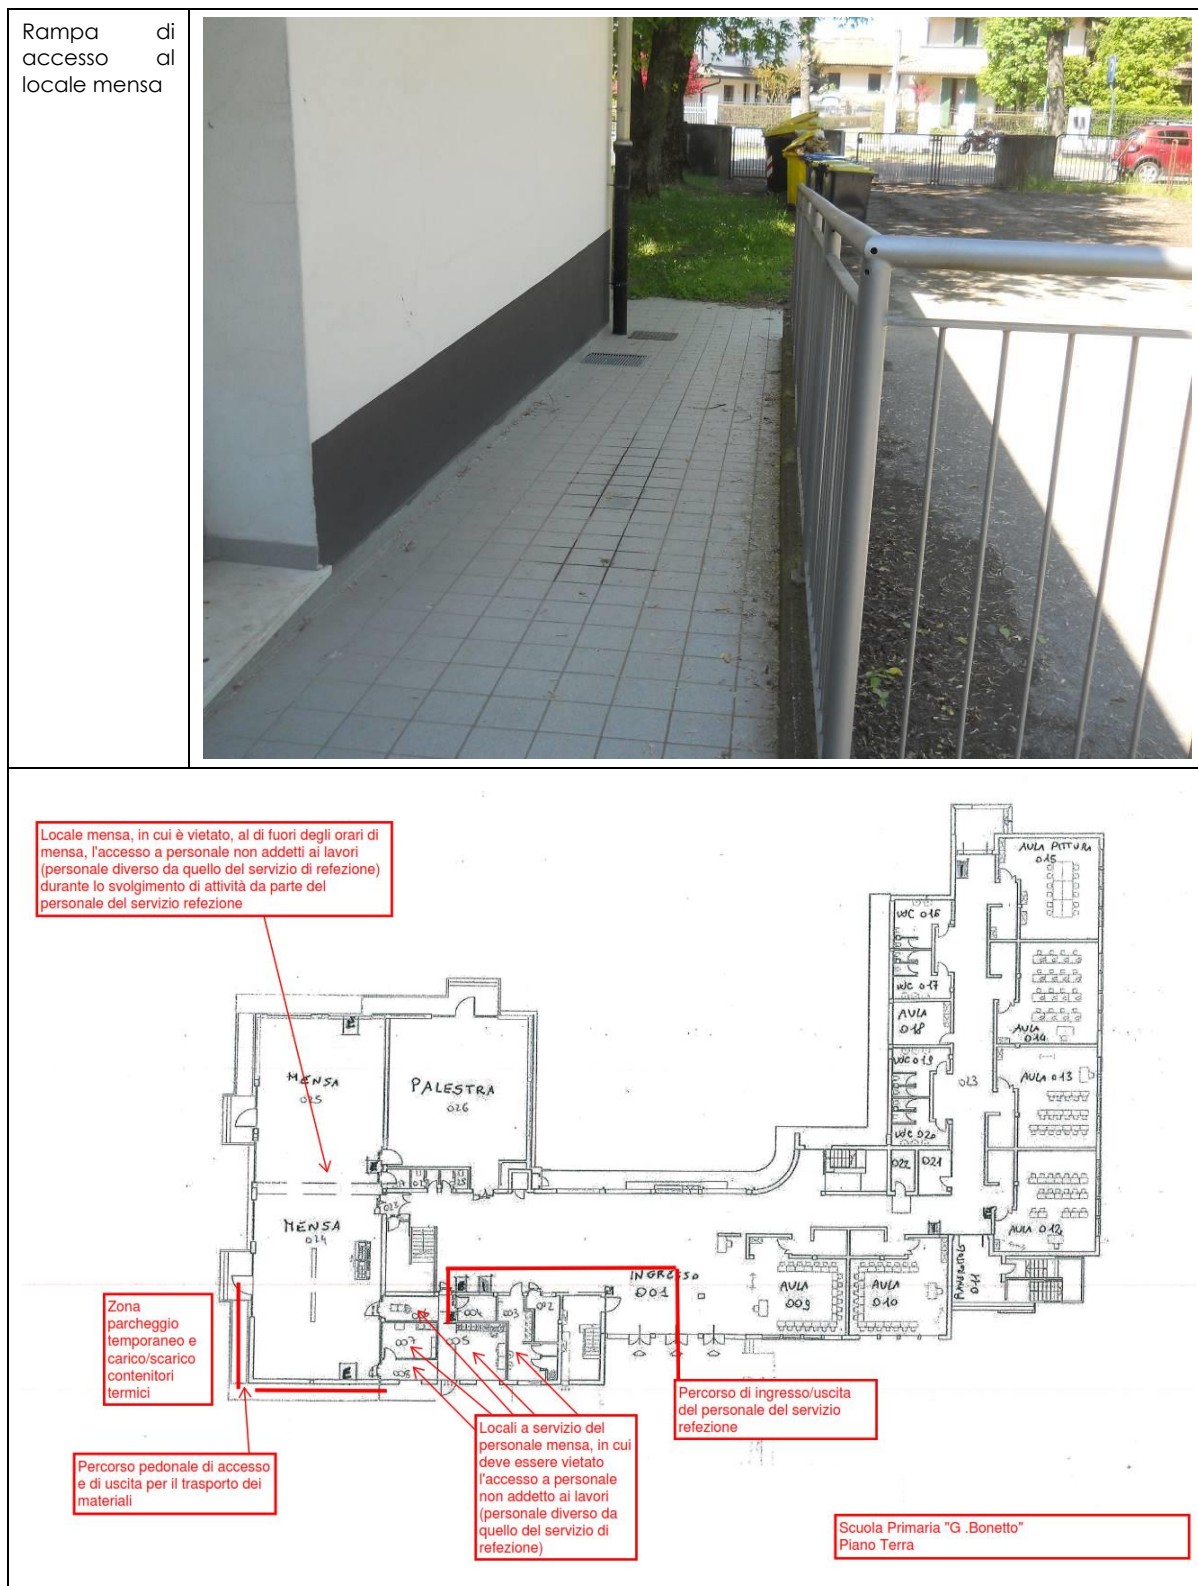 Rampa di
accesso al
locale mensa
Locale mensa, in cui è vietato, al di fuori degli orari di
mensa, l'accesso a personale non addetti ai lavori
(personale diverso da quello del servizio di refezione)
durante lo svolgimento di attività da parte del
personale del servizio refezione
AULA PITTURA
015
WC 016
WC 017
AULA
018
AULA
014
WC 019
023
AULA 013
WC 020
022
021
AULA 012
MENSA
025
PALESTRA
026
MENSA
024
INGRESSO
001
AULA
009
AULA
010
011
004
003
002
007
005
008
Zona
parcheggio
temporaneo e
carico/scarico
contenitori
termici
Percorso di ingresso/uscita
del personale del servizio
refezione
Locali a servizio del
personale mensa, in cui
deve essere vietato
l'accesso a personale
non addetto ai lavori
(personale diverso da
quello del servizio di
refezione)
Percorso pedonale di accesso
e di uscita per il trasporto dei
materiali
Scuola Primaria "G .Bonetto"
Piano Terra